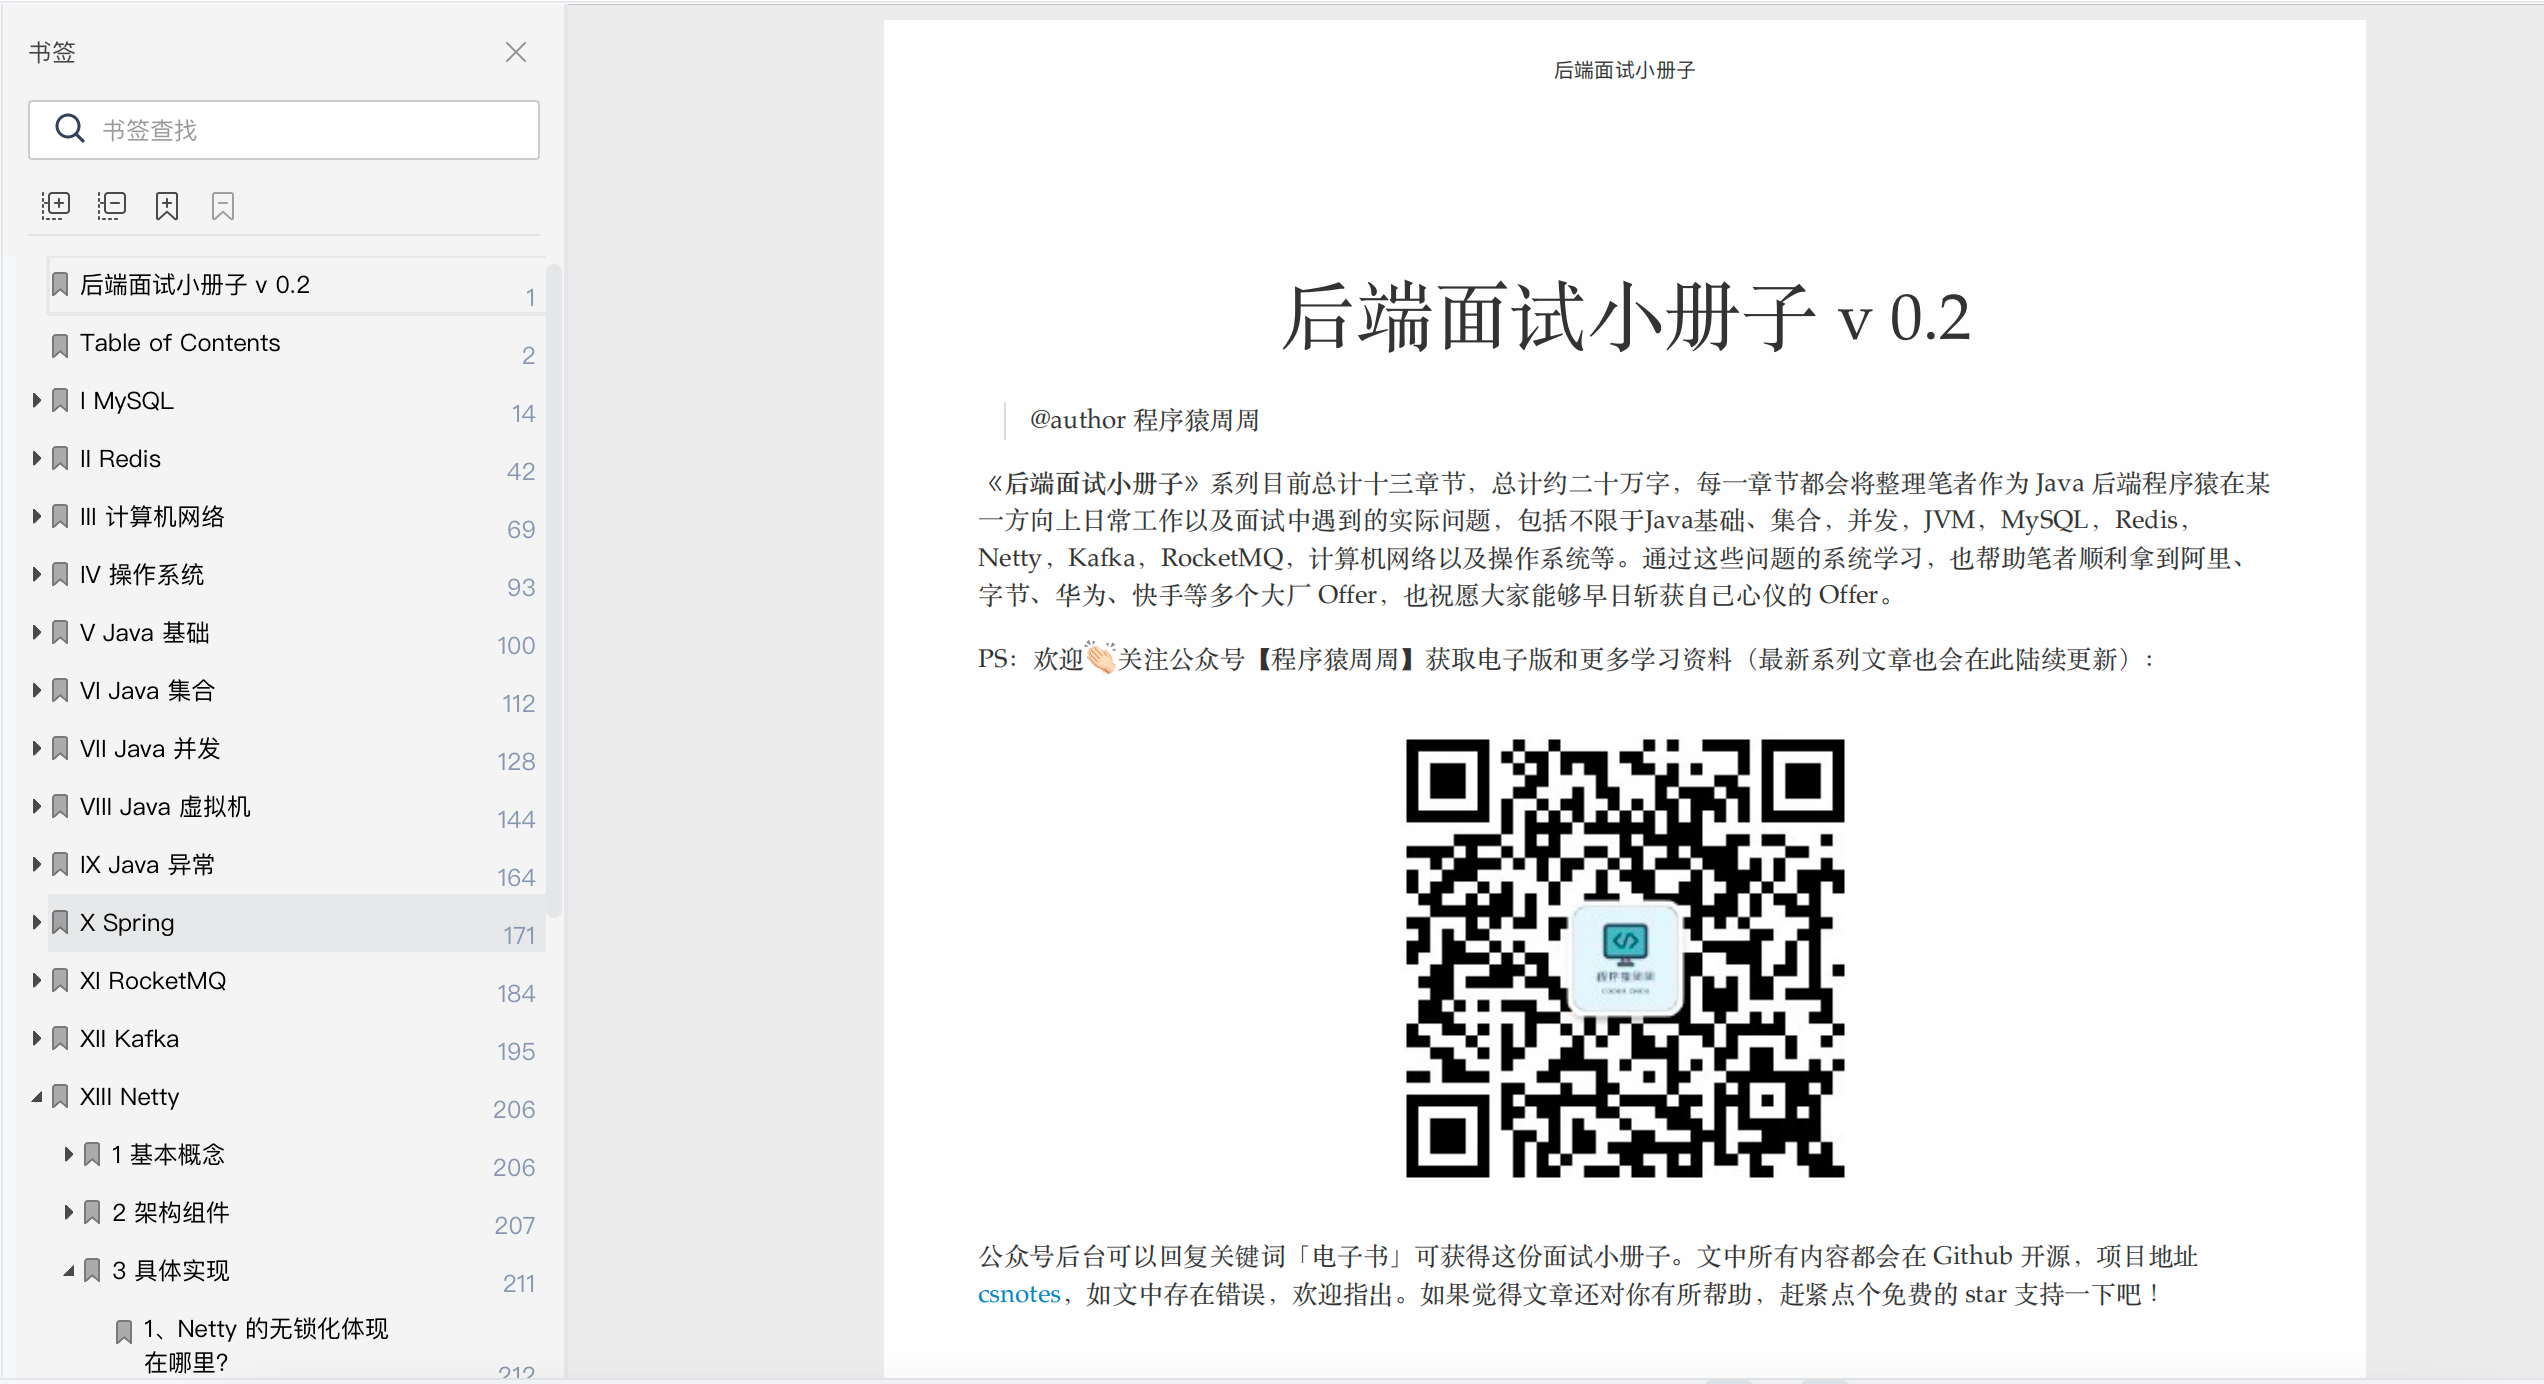 书签
书签查找
后端面试小册子 v 0.2
1
Table of Contents
2
I MySQL
14
II Redis
42
III 计算机网络
69
IV 操作系统
93
V Java 基础
100
VI Java 集合
112
VII Java 并发
128
VIII Java 虚拟机
144
IX Java 异常
164
X Spring
171
XI RocketMQ
184
XII Kafka
195
XIII Netty
206
1 基本概念
206
2 架构组件
207
3 具体实现
211
1、Netty 的无锁化体现
在哪里?
212
后端面试小册子
后端面试小册子 v 0.2
@author 程序猿周周
《后端面试小册子》系列目前总计十三章节，总计约二十万字，每一章节都会将整理笔者作为 Java 后端程序猿在某
一方向上日常工作以及面试中遇到的实际问题，包括不限于Java基础、集合，并发，JVM，MySQL，Redis，
Netty，Kafka，RocketMQ，计算机网络以及操作系统等。通过这些问题的系统学习，也帮助笔者顺利拿到阿里、
字节、华为、快手等多个大厂 Offer，也祝愿大家能够早日斩获自己心仪的 Offer。
PS：欢迎👏🏻关注公众号【程序猿周周】获取电子版和更多学习资料（最新系列文章也会在此陆续更新）：
程序猿周周
公众号后台可以回复关键词「电子书」可获得这份面试小册子。文中所有内容都会在 Github 开源，项目地址
csnotes，如文中存在错误，欢迎指出。如果觉得文章还对你有所帮助，赶紧点个免费的 star 支持一下吧！